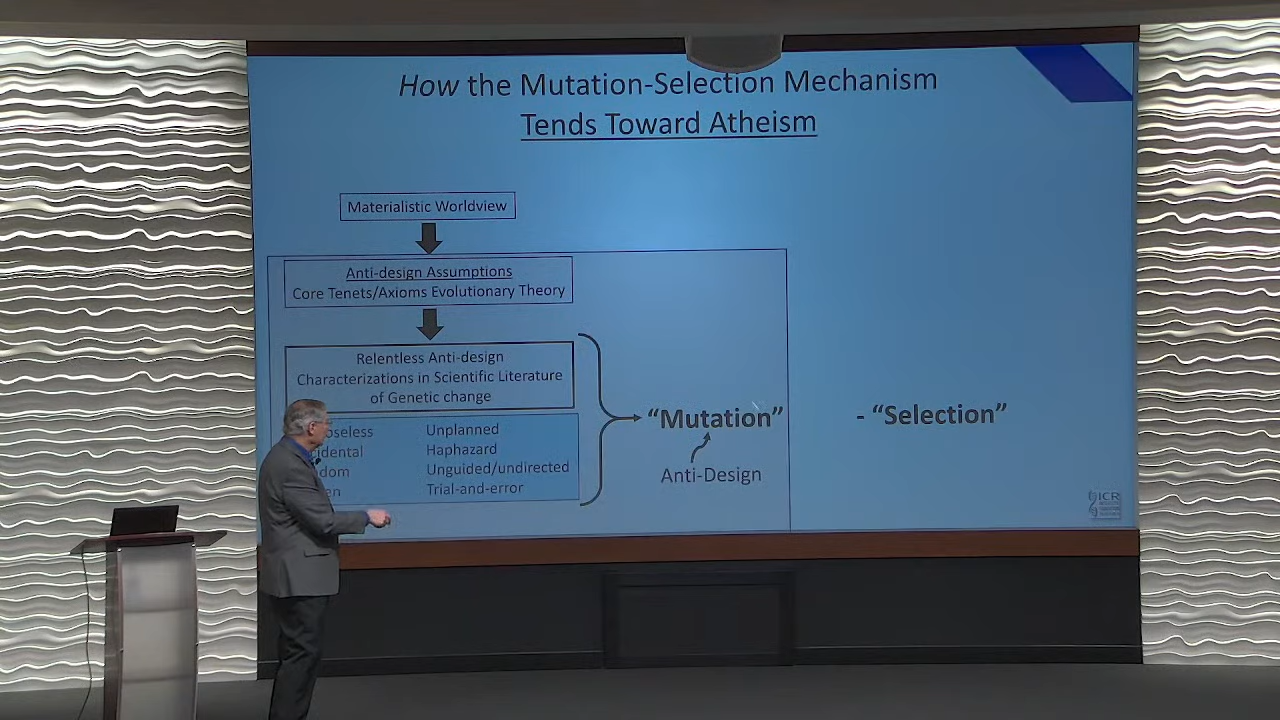 How the Mutation-Selection Mechanism
Tends Toward Atheism
Materialistic Worldview
Anti-design Assumptions
Core Tenets/Axioms Evolutionary Theory
Relentless Anti-design
Characterizations in Scientific Literature
of Genetic change
Unplanned
Haphazard
Unguided/undirected
Trial-and-error
“Mutation”
Anti-Design
- “Selection”
ICR